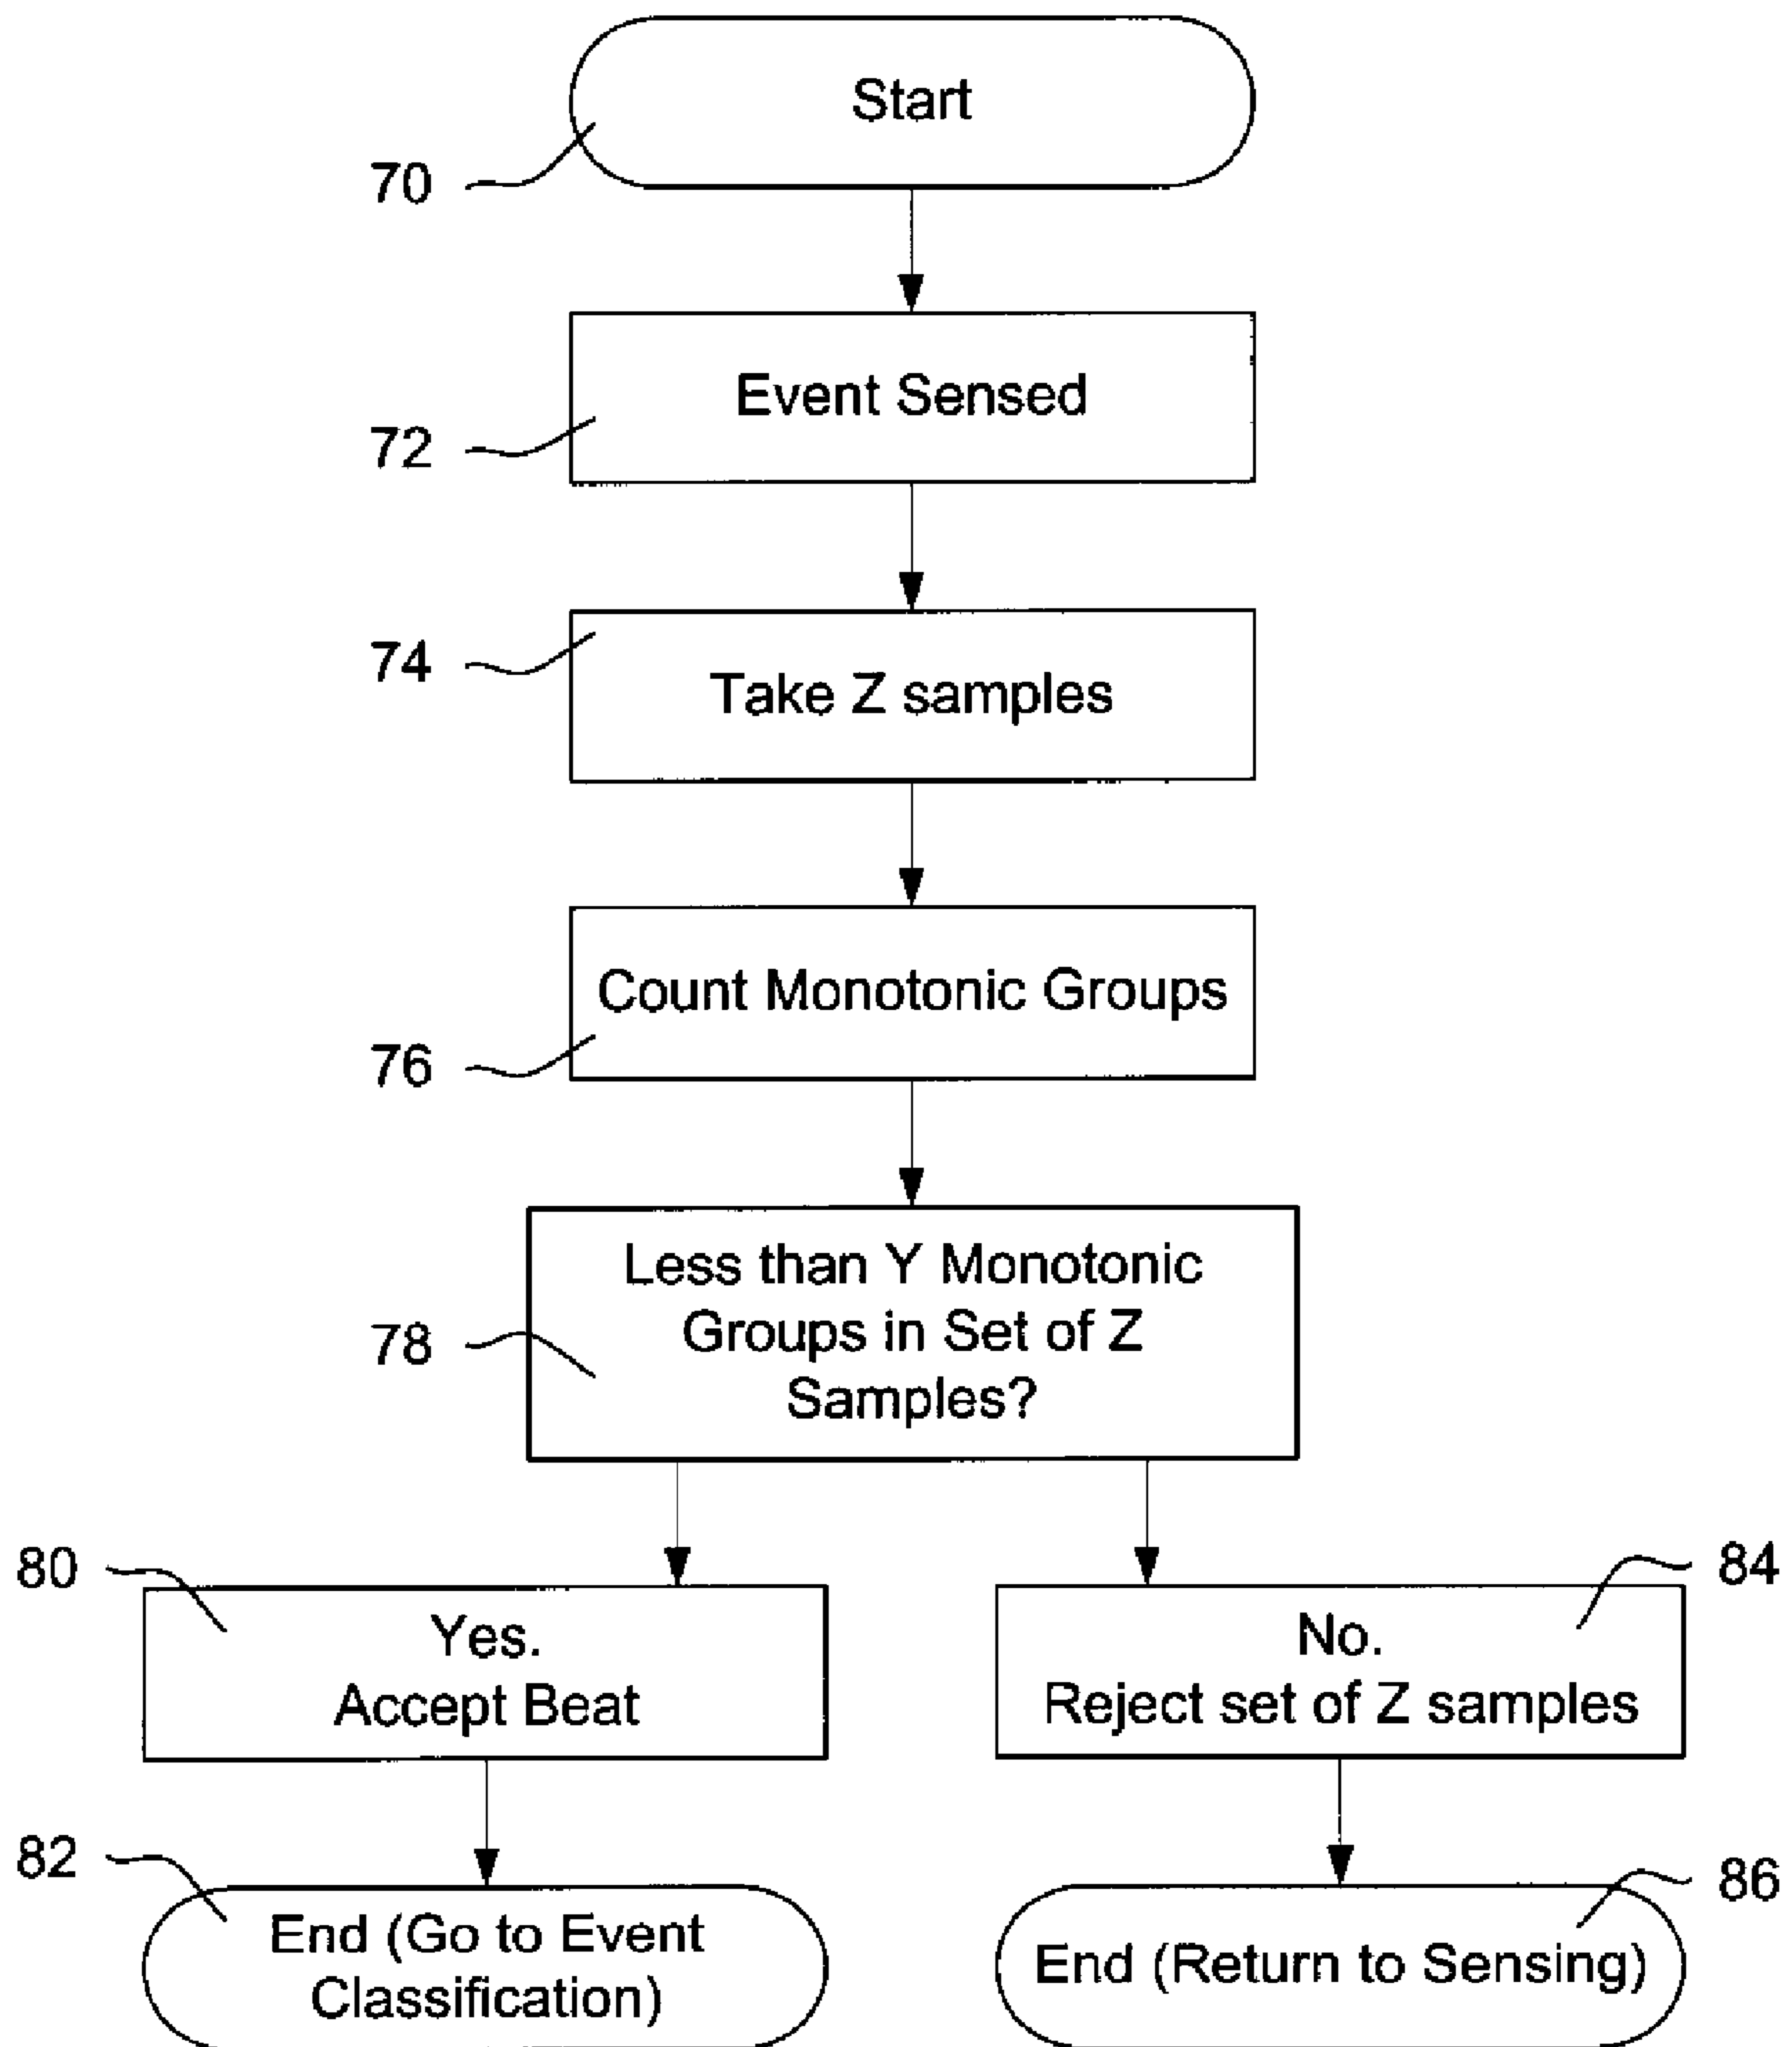 Start
70
Event Sensed
72
74
Take Z samples
Count Monotonic Groups
76
Less than Y Monotonic
Groups in Set of Z
Samples?
78
80
Yes.
Accept Beat
84
No.
Reject set of Z samples
82
End (Go to Event
Classification)
86
End (Return to Sensing)